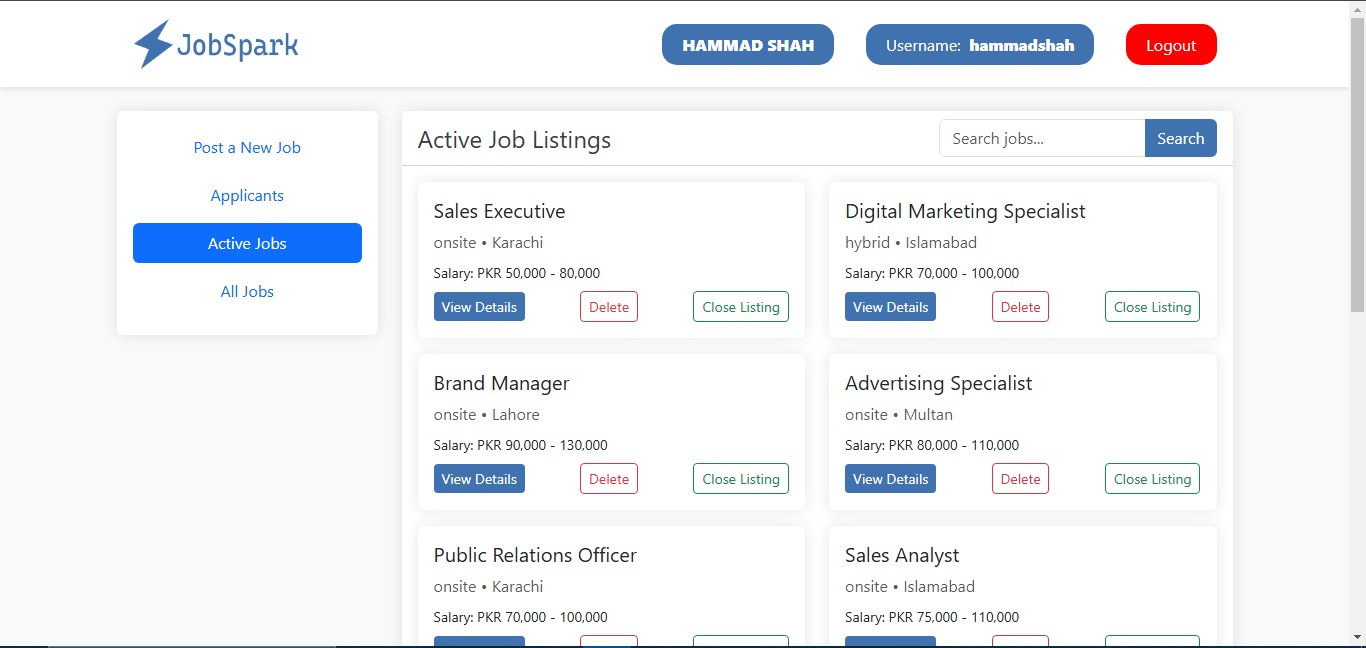 JobSpark
HAMMAD SHAH
Username: hammadshah
Logout
Post a New Job
Applicants
Active Jobs
All Jobs
Active Job Listings
Search jobs...
Search
Sales Executive
onsite • Karachi
Salary: PKR 50,000 - 80,000
View Details Delete Close Listing
Digital Marketing Specialist
hybrid • Islamabad
Salary: PKR 70,000 - 100,000
View Details Delete Close Listing
Brand Manager
onsite • Lahore
Salary: PKR 90,000 - 130,000
View Details Delete Close Listing
Advertising Specialist
onsite • Multan
Salary: PKR 80,000 - 110,000
View Details Delete Close Listing
Public Relations Officer
onsite • Karachi
Salary: PKR 70,000 - 100,000
Sales Analyst
onsite • Islamabad
Salary: PKR 75,000 - 110,000